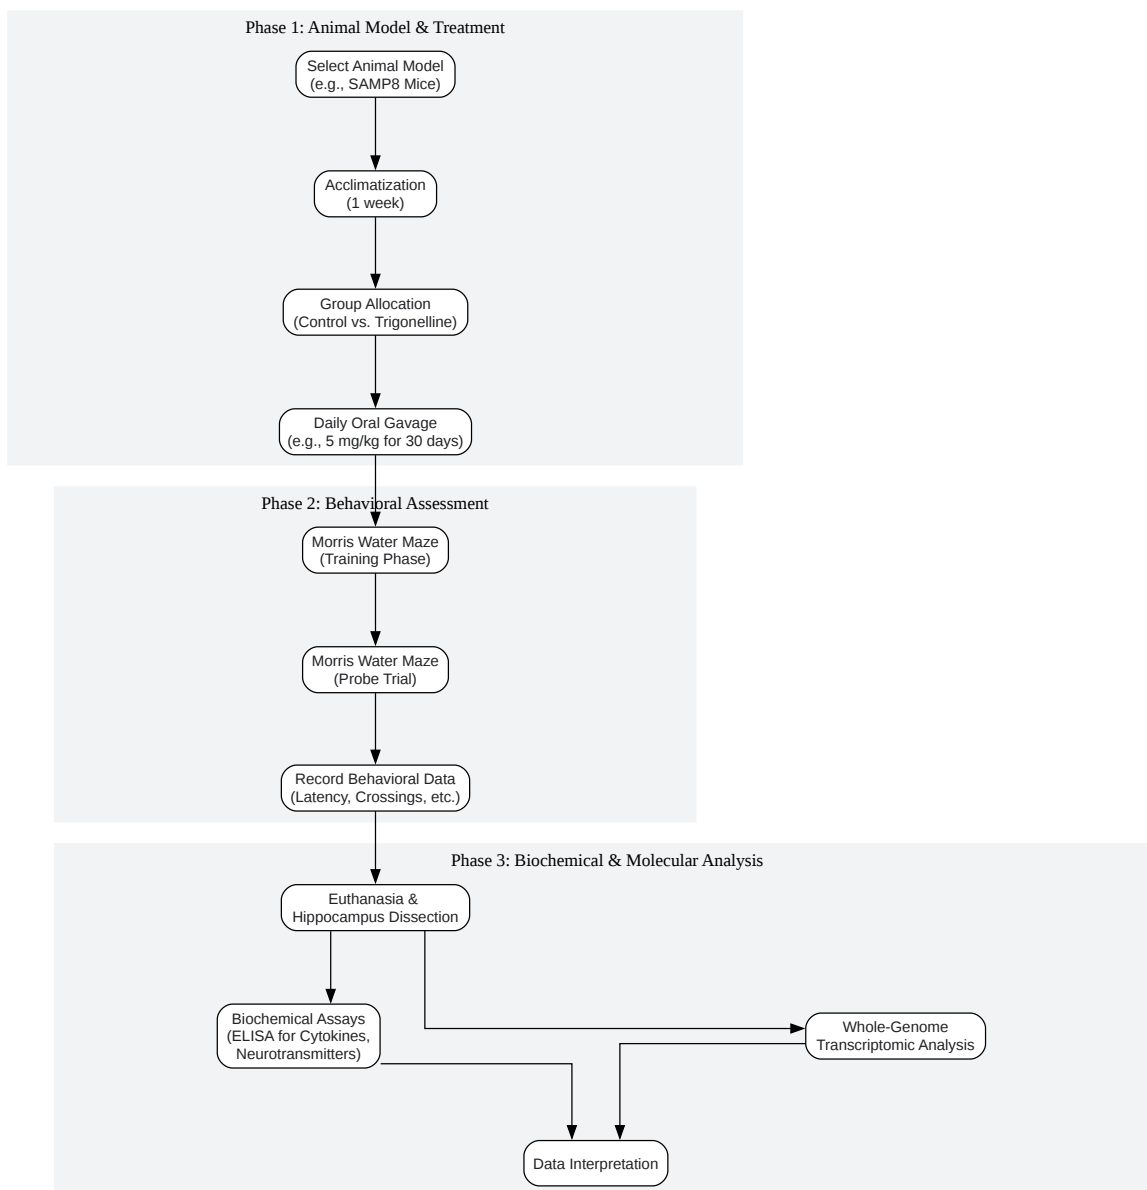 Phase 1: Animal Model & Treatment
Select Animal Model
(e.g., SAMP8 Mice)
Acclimatization
(1 week)
Group Allocation
(Control vs. Trigonelline)
Daily Oral Gavage
(e.g., 5 mg/kg for 30 days)
Phase 2: Behavioral Assessment
Morris Water Maze
(Training Phase)
Morris Water Maze
(Probe Trial)
Record Behavioral Data
(Latency, Crossings, etc.)
Phase 3: Biochemical & Molecular Analysis
Euthanasia &
Hippocampus Dissection
Biochemical Assays
(ELISA for Cytokines,
Neurotransmitters)
Whole-Genome
Transcriptomic Analysis
Data Interpretation